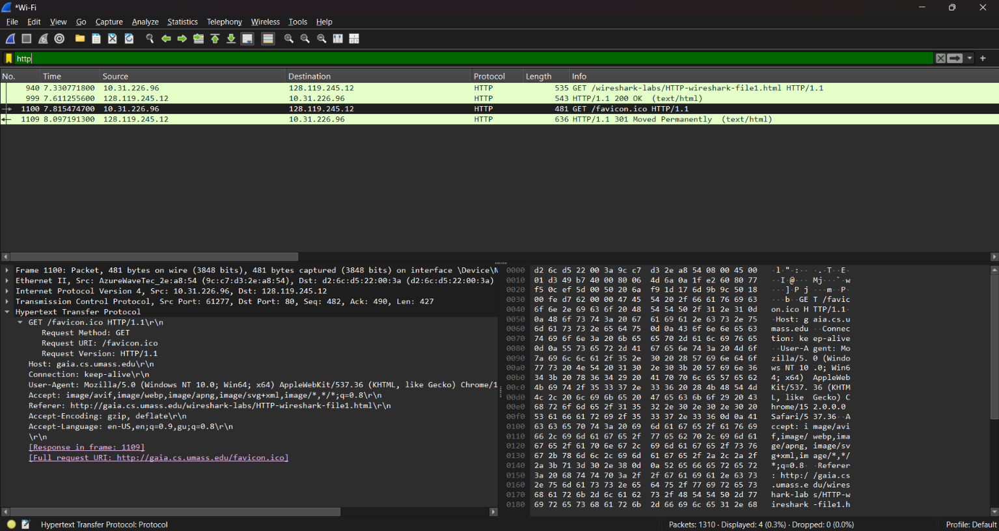 *Wi-Fi
File Edit View Go Capture Analyze Statistics Telephony Wireless Tools Help
http
No. Time Source Destination Protocol Length Info
940 7.330771800 10.31.226.96 128.119.245.12 HTTP 535 GET /wireshark-labs/HTTP-wireshark-file1.html HTTP/1.1
999 7.611255600 128.119.245.12 10.31.226.96 HTTP 543 HTTP/1.1 200 OK (text/html)
1100 7.815474700 10.31.226.96 128.119.245.12 HTTP 481 GET /favicon.ico HTTP/1.1
1109 8.097191300 128.119.245.12 10.31.226.96 HTTP 636 HTTP/1.1 301 Moved Permanently (text/html)
Frame 1100: Packet, 481 bytes on wire (3848 bits), 481 bytes captured (3848 bits) on interface \Device\N
Ethernet II, Src: AzureWaveTec_2e:a8:54 (9c:c7:d3:2e:a8:54), Dst: d2:6c:d5:22:00:3a (d2:6c:d5:22:00:3a)
Internet Protocol Version 4, Src: 10.31.226.96, Dst: 128.119.245.12
Transmission Control Protocol, Src Port: 61277, Dst Port: 80, Seq: 482, Ack: 490, Len: 427
Hypertext Transfer Protocol
GET /favicon.ico HTTP/1.1\r\n
Request Method: GET
Request URI: /favicon.ico
Request Version: HTTP/1.1
Host: gaia.cs.umass.edu\r\n
Connection: keep-alive\r\n
User-Agent: Mozilla/5.0 (Windows NT 10.0; Win64; x64) AppleWebKit/537.36 (KHTML, like Gecko) Chrome/1
Accept: image/avif,image/webp,image/apng,image/svg+xml,image/*,*/*;q=0.8\r\n
Referer: http://gaia.cs.umass.edu/wireshark-labs/HTTP-wireshark-file1.html\r\n
Accept-Encoding: gzip, deflate\r\n
Accept-Language: en-US,en;q=0.9,gu;q=0.8\r\n
\r\n
[Response in frame: 1109]
[Full request URI: http://gaia.cs.umass.edu/favicon.ico]
0000 d2 6c d5 22 00 3a 9c c7 d3 2e a8 54 08 00 45 00 ·l·":··· ·.·T··E·
0010 01 d3 49 b7 40 00 80 06 4d 6a 0a 1f e2 60 80 77 ··I·@··· Mj···`·w
0020 f5 0c ef 5d 00 50 20 6a f9 1d 17 6d 9b 9c 50 18 ···]·P j ···m··P·
0030 00 fe d7 62 00 00 47 45 54 20 2f 66 61 76 69 63 ···b··GE T /favic
0040 6f 6e 2e 69 63 6f 20 48 54 54 50 2f 31 2e 31 0d on.ico H TTP/1.1·
0050 0a 48 6f 73 74 3a 20 67 61 69 61 2e 63 73 2e 75 ·Host: g aia.cs.u
0060 6d 61 73 73 2e 65 64 75 0d 0a 43 6f 6e 6e 65 63 mass.edu ··Connec
0070 74 69 6f 6e 3a 20 6b 65 65 70 2d 61 6c 69 76 65 tion: ke ep-alive
0080 0d 0a 55 73 65 72 2d 41 67 65 6e 74 3a 20 4d 6f ··User-A gent: Mo
0090 7a 69 6c 6c 61 2f 35 2e 30 20 28 57 69 6e 64 6f zilla/5. 0 (Windo
00a0 77 73 20 4e 54 20 31 30 2e 30 3b 20 57 69 6e 36 ws NT 10 .0; Win6
00b0 34 3b 20 78 36 34 29 20 41 70 70 6c 65 57 65 62 4; x64) AppleWeb
00c0 4b 69 74 2f 35 33 37 2e 33 36 20 28 4b 48 54 4d Kit/537. 36 (KHTM
00d0 4c 2c 20 6c 69 6b 65 20 47 65 63 6b 6f 29 20 43 L, like Gecko) C
00e0 68 72 6f 6d 65 2f 31 35 32 2e 30 2e 30 2e 30 20 hrome/15 2.0.0.0
00f0 53 61 66 61 72 69 2f 35 33 37 2e 33 36 0d 0a 41 Safari/5 37.36··A
0100 63 63 65 70 74 3a 20 69 6d 61 67 65 2f 61 76 69 ccept: i mage/avi
0110 66 2c 69 6d 61 67 65 2f 77 65 62 70 2c 69 6d 61 f,image/ webp,ima
0120 67 65 2f 61 70 6e 67 2c 69 6d 61 67 65 2f 73 76 ge/apng, image/sv
0130 67 2b 78 6d 6c 2c 69 6d 61 67 65 2f 2a 2c 2a 2f g+xml,im age/*,*/
0140 2a 3b 71 3d 30 2e 38 0d 0a 52 65 66 65 72 65 72 *;q=0.8· ·Referer
0150 3a 20 68 74 74 70 3a 2f 2f 67 61 69 61 2e 63 73 : http:/ /gaia.cs
0160 2e 75 6d 61 73 73 2e 65 64 75 2f 77 69 72 65 73 .umass.e du/wires
0170 68 61 72 6b 2d 6c 61 62 73 2f 48 54 54 50 2d 77 hark-lab s/HTTP-w
0180 69 72 65 73 68 61 72 6b 2d 66 69 6c 65 31 2e 68 ireshark -file1.h
Hypertext Transfer Protocol: Protocol
Packets: 1310 · Displayed: 4 (0.3%) · Dropped: 0 (0.0%)
Profile: Default